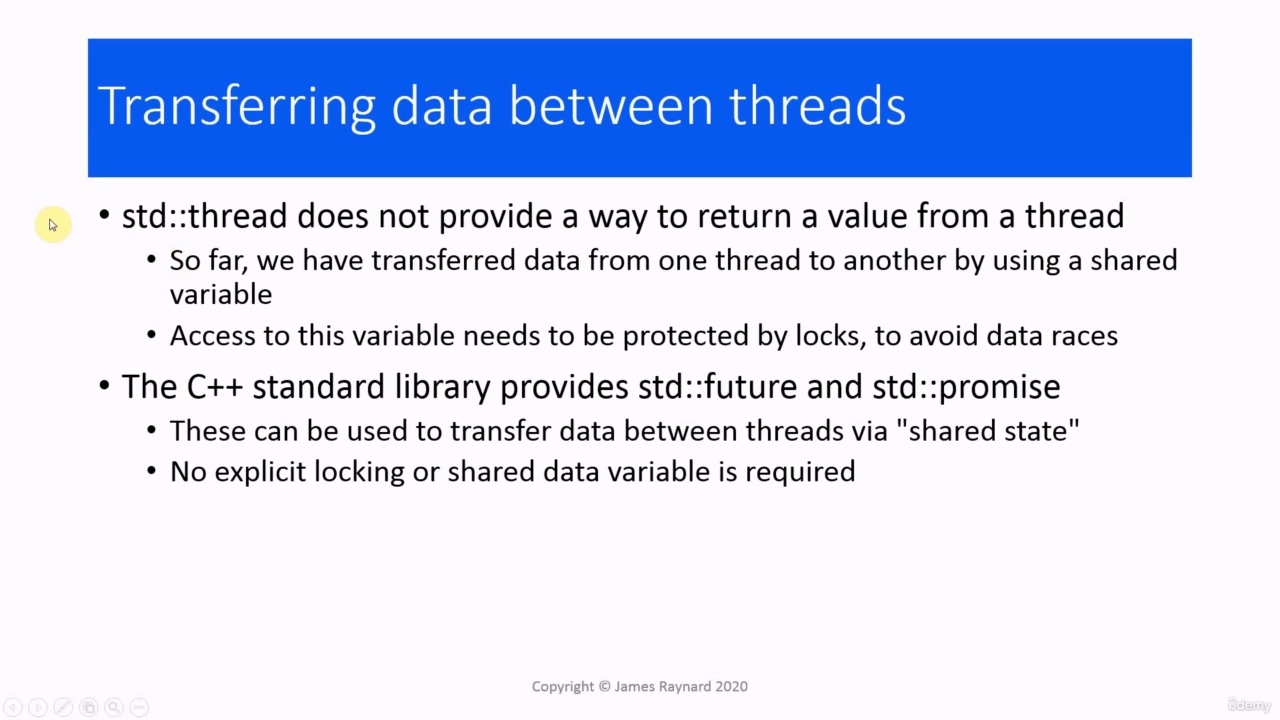 Transferring data between threads
• std::thread does not provide a way to return a value from a thread
• So far, we have transferred data from one thread to another by using a shared
variable
• Access to this variable needs to be protected by locks, to avoid data races
• The C++ standard library provides std::future and std::promise
• These can be used to transfer data between threads via "shared state"
• No explicit locking or shared data variable is required
Copyright © James Raynard 2020
ûdemy